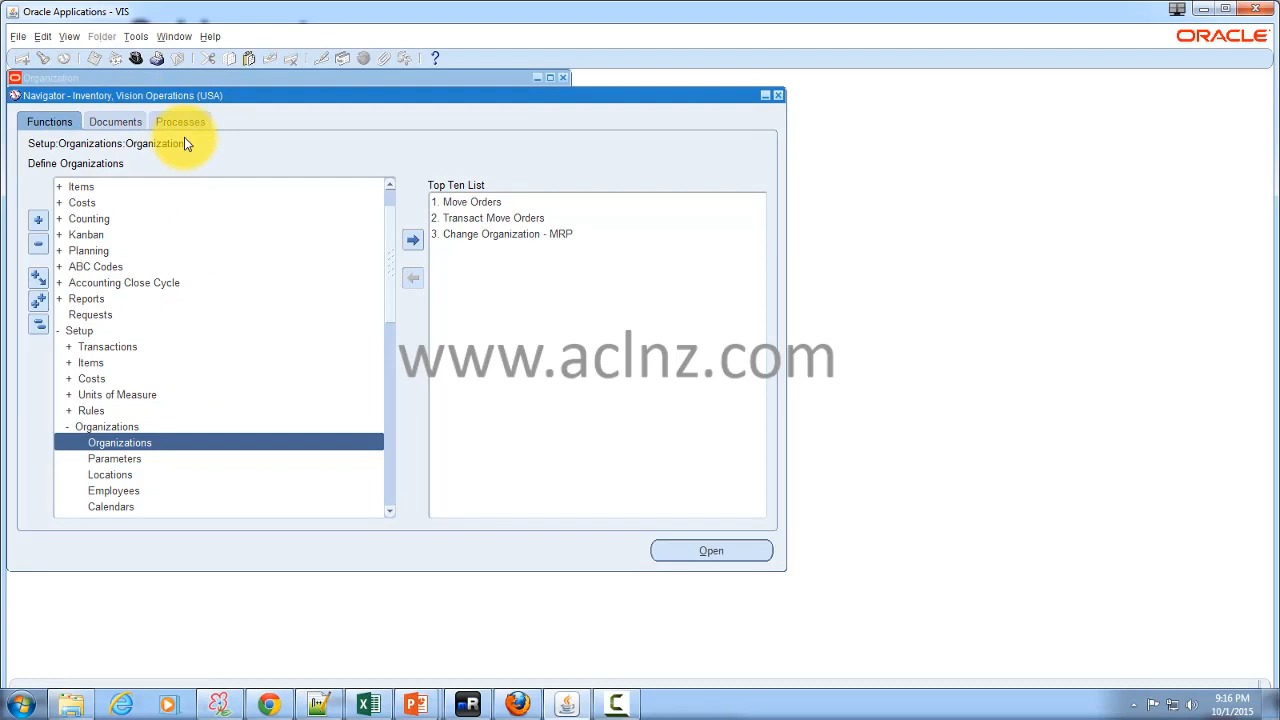 Oracle Applications - VIS
File Edit View Folder Tools Window Help
ORACLE
?
Organization
Navigator - Inventory, Vision Operations (USA)
Functions Documents Processes
Setup:Organizations:Organization
Define Organizations
+ Items
+ Costs
+ Counting
+ Kanban
+ Planning
+ ABC Codes
+ Accounting Close Cycle
+ Reports
Requests
- Setup
+ Transactions
+ Items
+ Costs
+ Units of Measure
+ Rules
- Organizations
Organizations
Parameters
Locations
Employees
Calendars
Top Ten List
1. Move Orders
2. Transact Move Orders
3. Change Organization - MRP
www.aclnz.com
Open
9:16 PM
10/1/2015